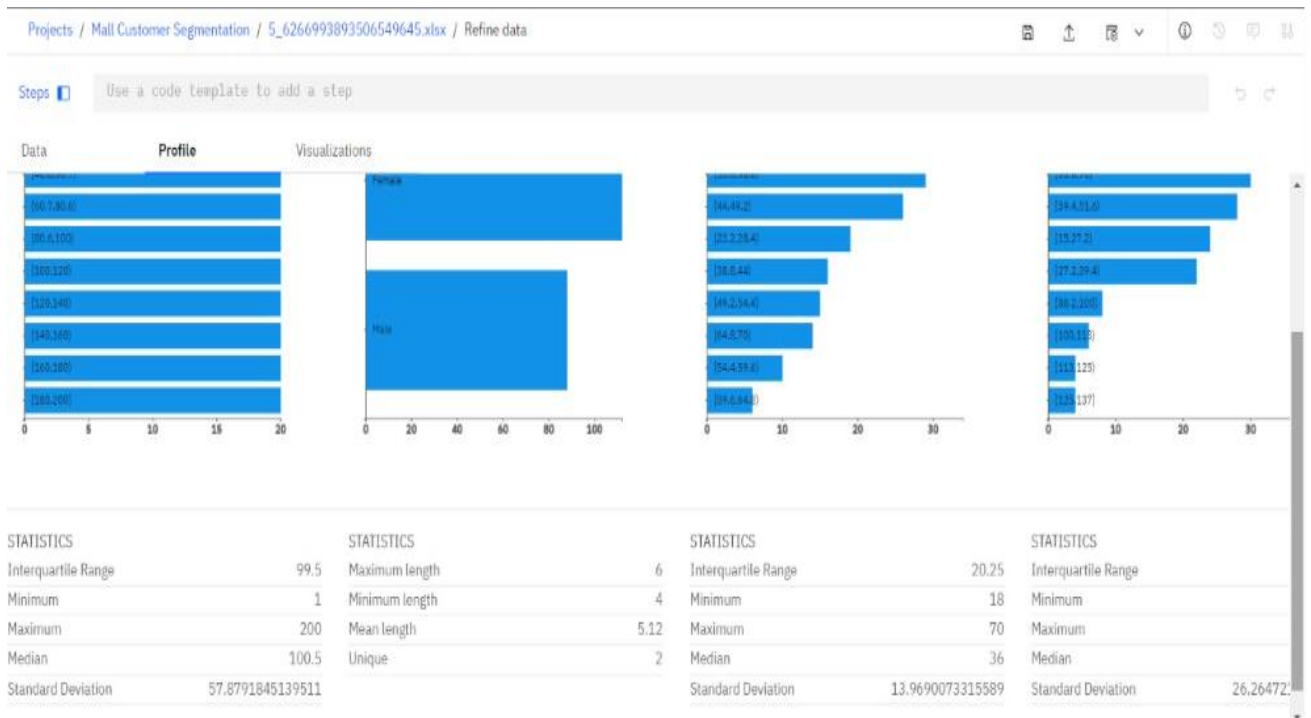 Projects / Mall Customer Segmentation / 5_6266993893506549645.xlsx / Refine data
Steps Use a code template to add a step
Data Profile Visualizations
Female
[60.7,80.6) [44,49.2) [39.4,51.6)
[80.6,100) [23.2,28.4) [15,27.2)
[100,120) [38.8,44) [27.2,39.4)
[120,140) [49.2,54.4) [88.2,100)
Male
[140,160) [64.8,70] [100,113)
[160,180) [54.4,59.6) [113,125)
[180,200] [59.6,64.8) [125,137]
0 5 10 15 20 0 20 40 60 80 100 0 10 20 30 0 10 20 30
STATISTICS STATISTICS STATISTICS STATISTICS
Interquartile Range 99.5 Maximum length 6 Interquartile Range 20.25 Interquartile Range
Minimum 1 Minimum length 4 Minimum 18 Minimum
Maximum 200 Mean length 5.12 Maximum 70 Maximum
Median 100.5 Unique 2 Median 36 Median
Standard Deviation 57.8791845139511 Standard Deviation 13.9690073315589 Standard Deviation 26.264721